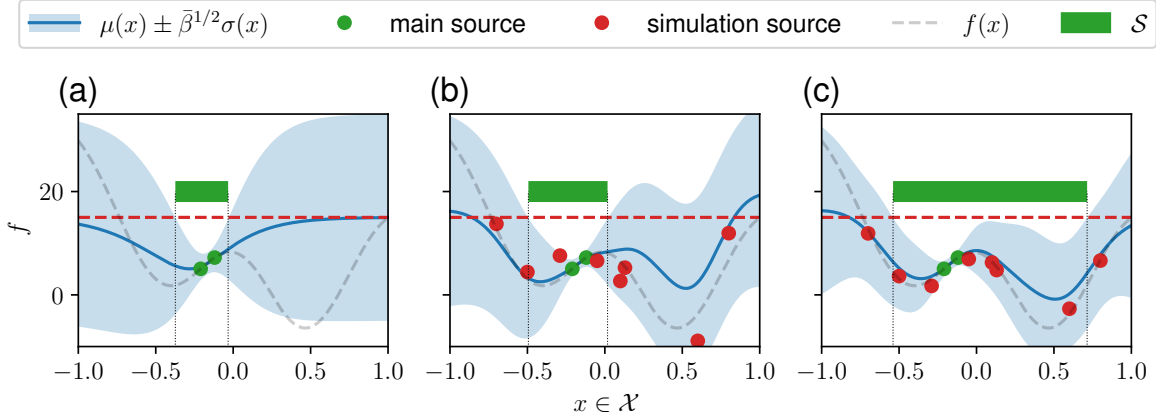 μ(x) ± β̄^{1/2}σ(x) main source simulation source f(x) 𝒮
(a) (b) (c)
f
20
0
−1.0 −0.5 0.0 0.5 1.0 −1.0 −0.5 0.0 0.5 1.0 −1.0 −0.5 0.0 0.5 1.0
x ∈ 𝒳